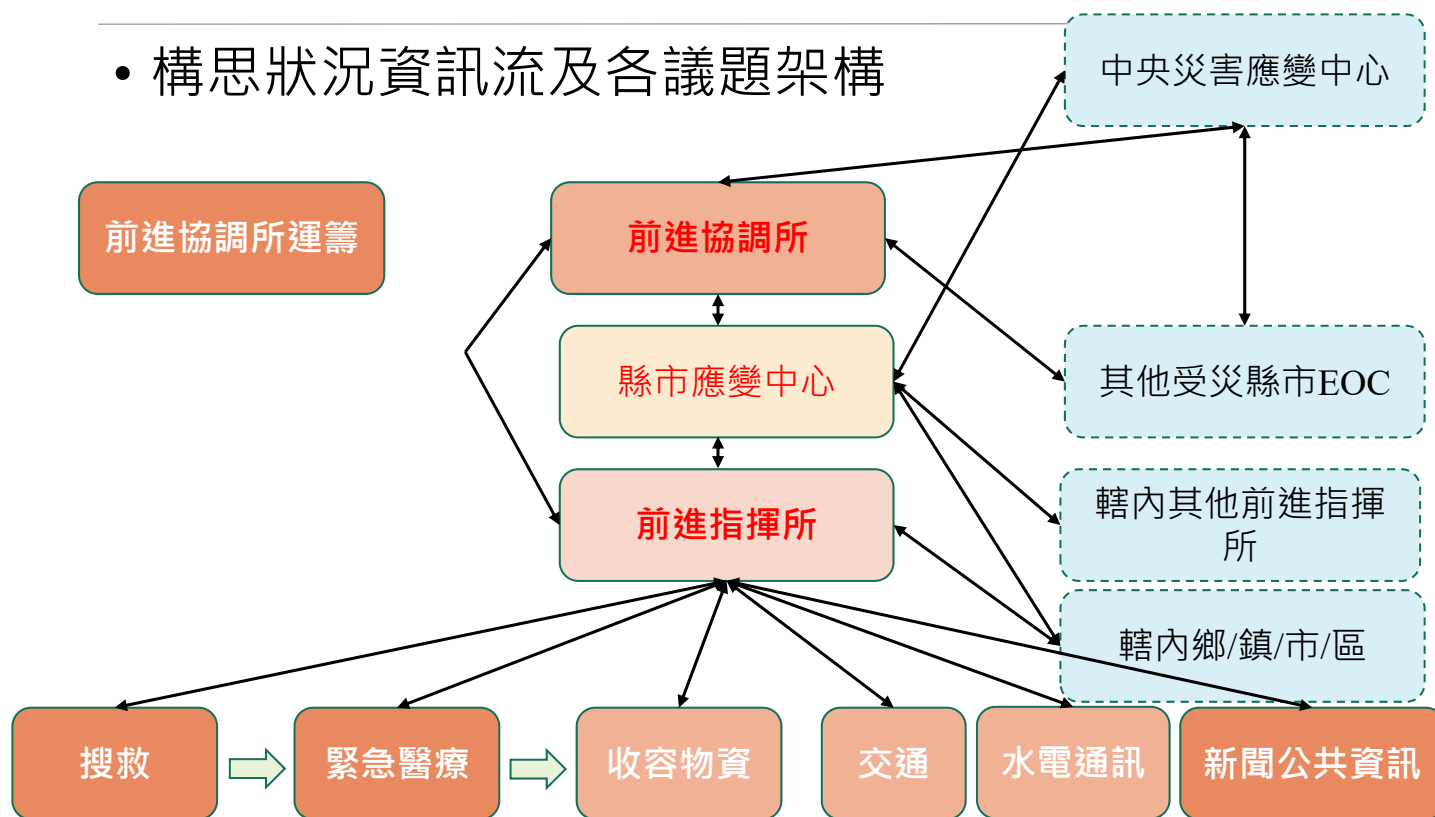 • 構思狀況資訊流及各議題架構
中央災害應變中心
前進協調所運籌
前進協調所
縣市應變中心
其他受災縣市EOC
前進指揮所
轄內其他前進指揮
所
轄內鄉/鎮/市/區
搜救
緊急醫療
收容物資
交通
水電通訊
新聞公共資訊